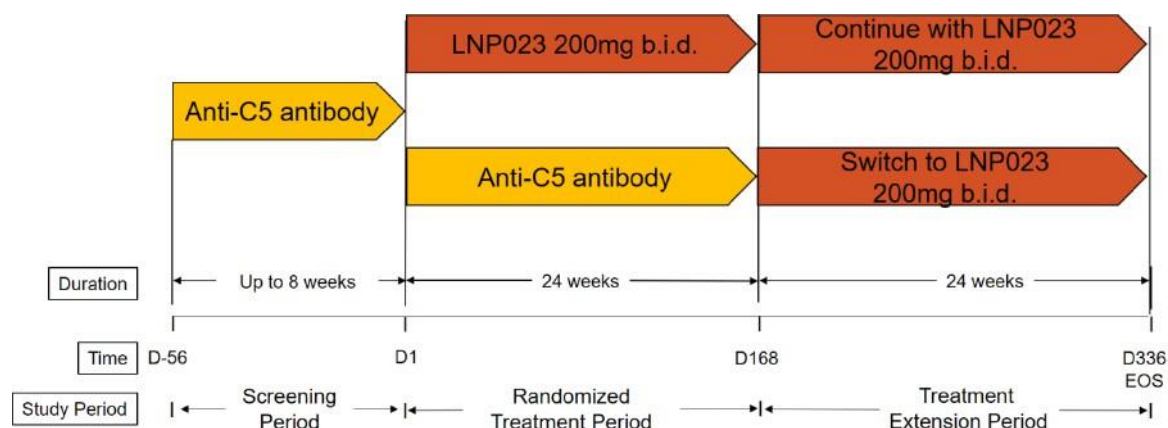 LNP023 200mg b.i.d.
Continue with LNP023
200mg b.i.d.
Anti-C5 antibody
Anti-C5 antibody
Switch to LNP023
200mg b.i.d.
Duration
Up to 8 weeks
24 weeks
24 weeks
Time
D-56
D1
D168
D336
EOS
Study Period
Screening
Period
Randomized
Treatment Period
Treatment
Extension Period